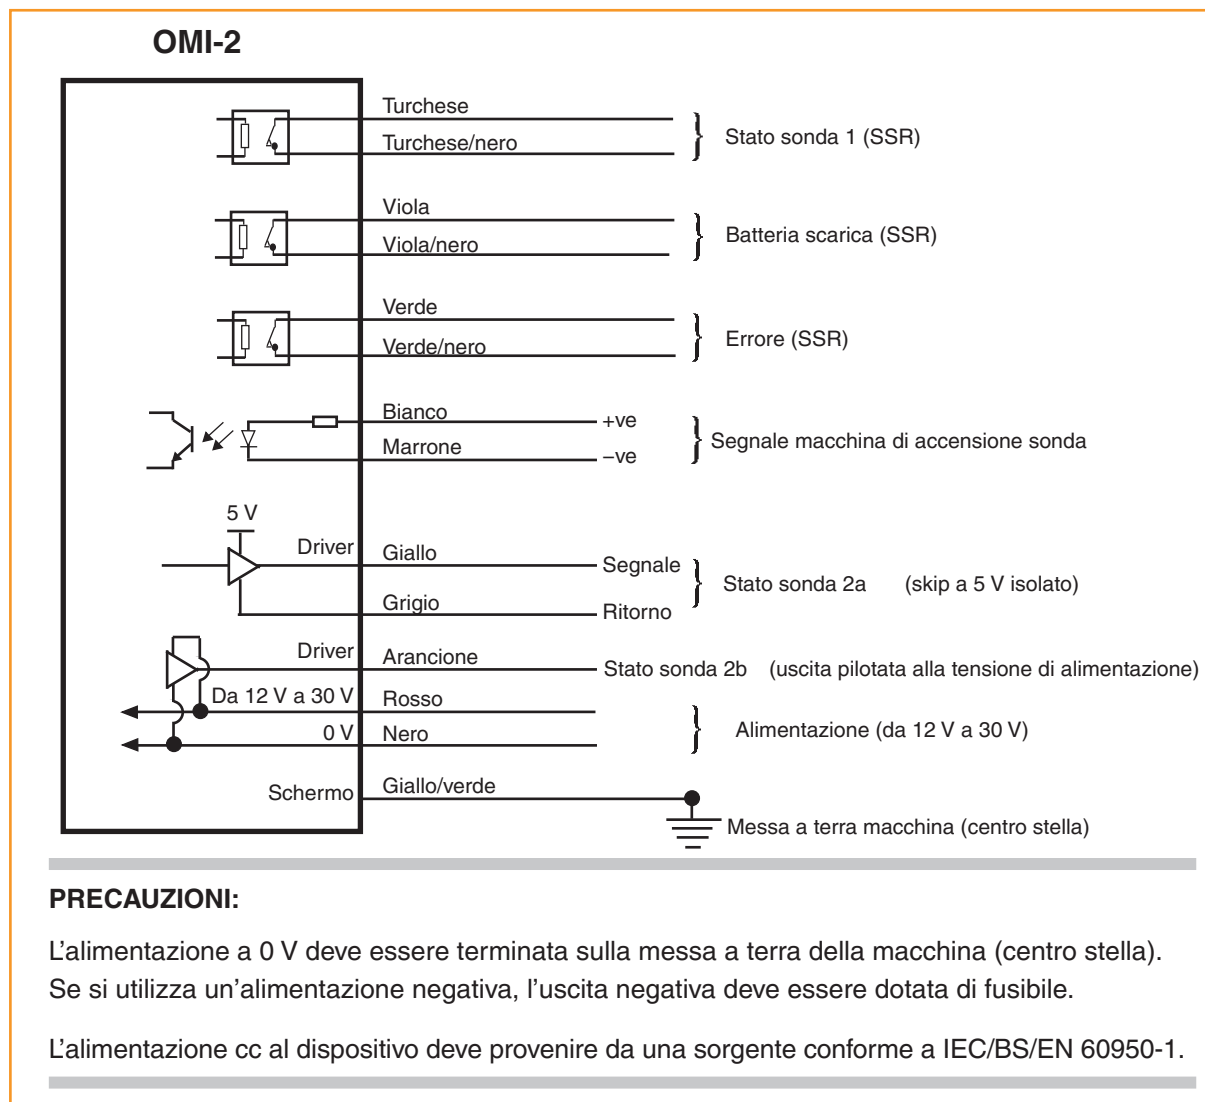 OMI-2
Turchese
Turchese/nero
Stato sonda 1 (SSR)
Viola
Viola/nero
Batteria scarica (SSR)
Verde
Verde/nero
Errore (SSR)
Bianco
+ve
Marrone
–ve
Segnale macchina di accensione sonda
5 V
Driver
Giallo
Segnale
Grigio
Ritorno
Stato sonda 2a (skip a 5 V isolato)
Driver
Arancione
Stato sonda 2b (uscita pilotata alla tensione di alimentazione)
Da 12 V a 30 V
Rosso
0 V
Nero
Alimentazione (da 12 V a 30 V)
Schermo
Giallo/verde
Messa a terra macchina (centro stella)
PRECAUZIONI:
L'alimentazione a 0 V deve essere terminata sulla messa a terra della macchina (centro stella).
Se si utilizza un'alimentazione negativa, l'uscita negativa deve essere dotata di fusibile.
L'alimentazione cc al dispositivo deve provenire da una sorgente conforme a IEC/BS/EN 60950-1.